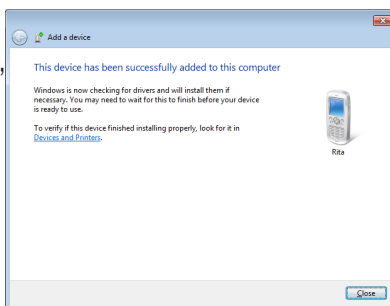 Add a device
This device has been successfully added to this computer
Windows is now checking for drivers and will install them if
necessary. You may need to wait for this to finish before your device
is ready to use.
To verify if this device finished installing properly, look for it in
Devices and Printers.
Rita
Close